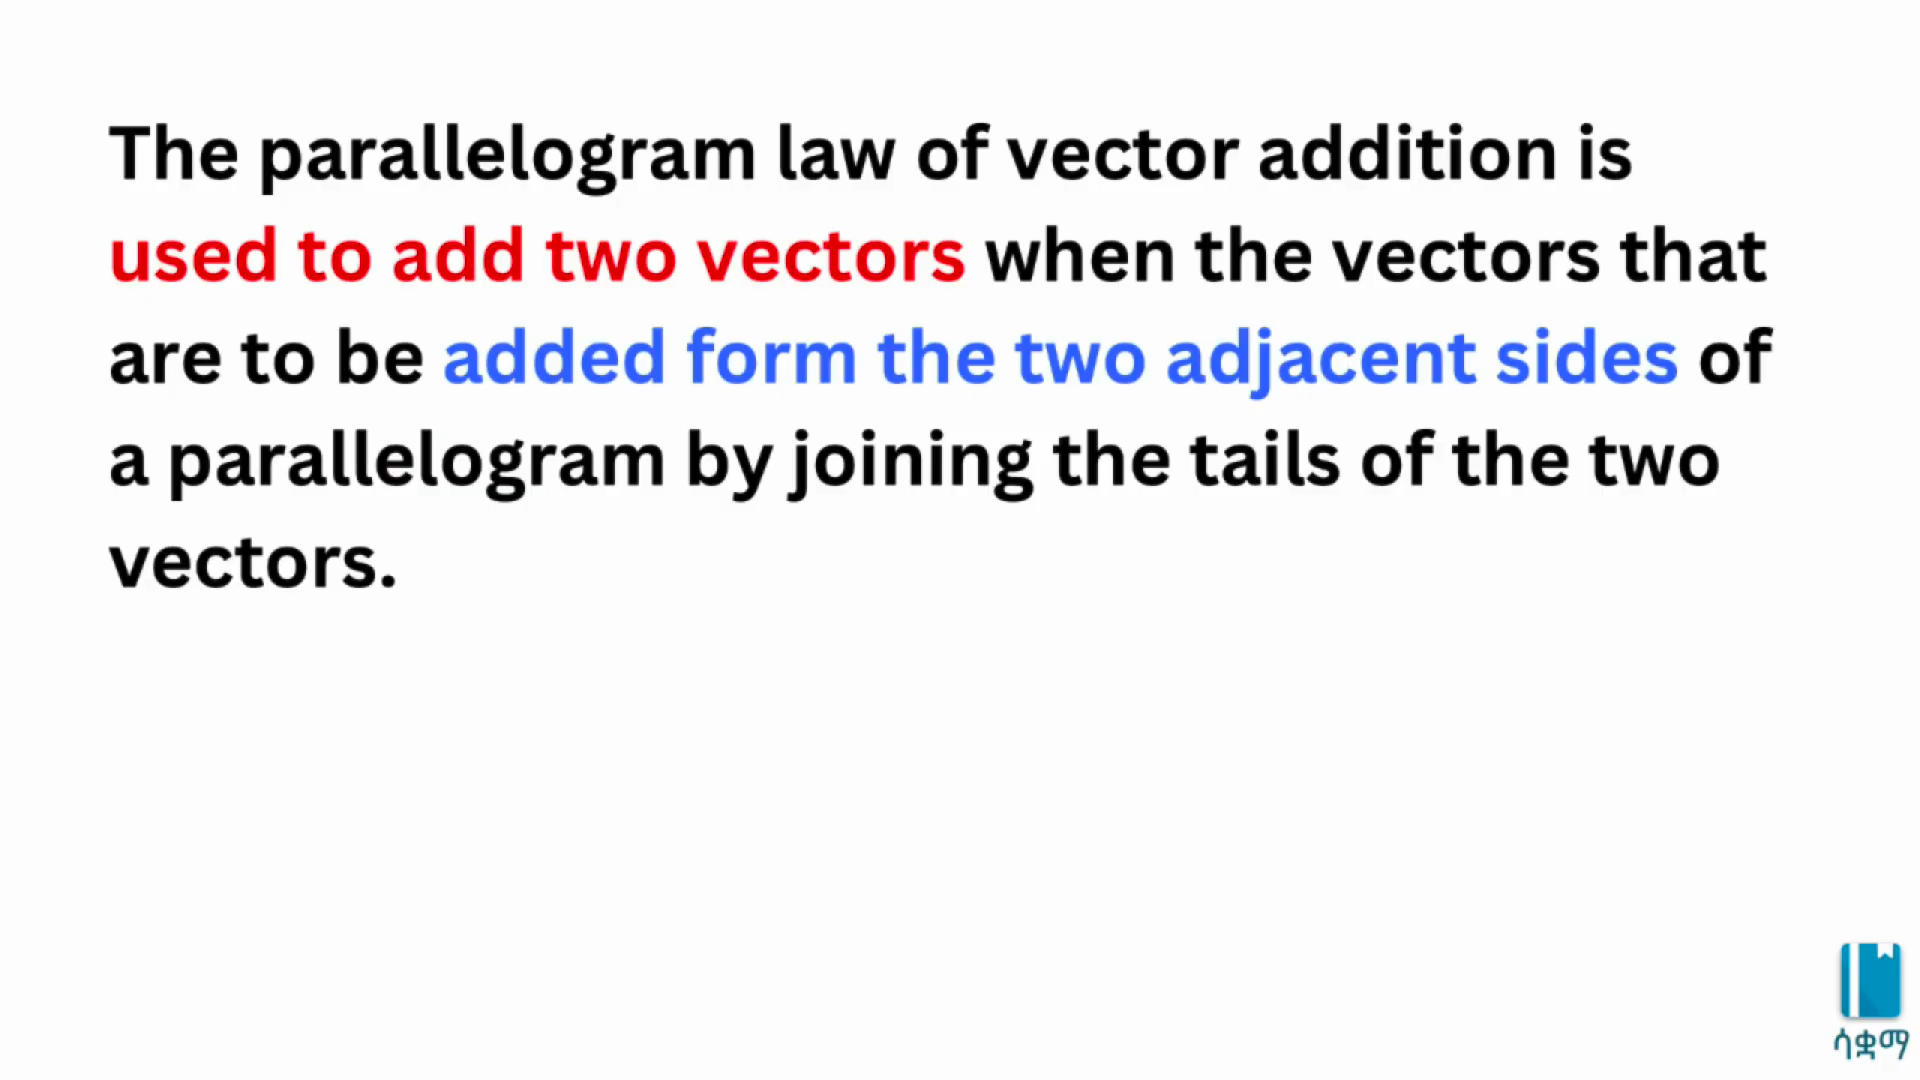 The parallelogram law of vector addition is
used to add two vectors when the vectors that
are to be added form the two adjacent sides of
a parallelogram by joining the tails of the two
vectors.
ሳቋማ